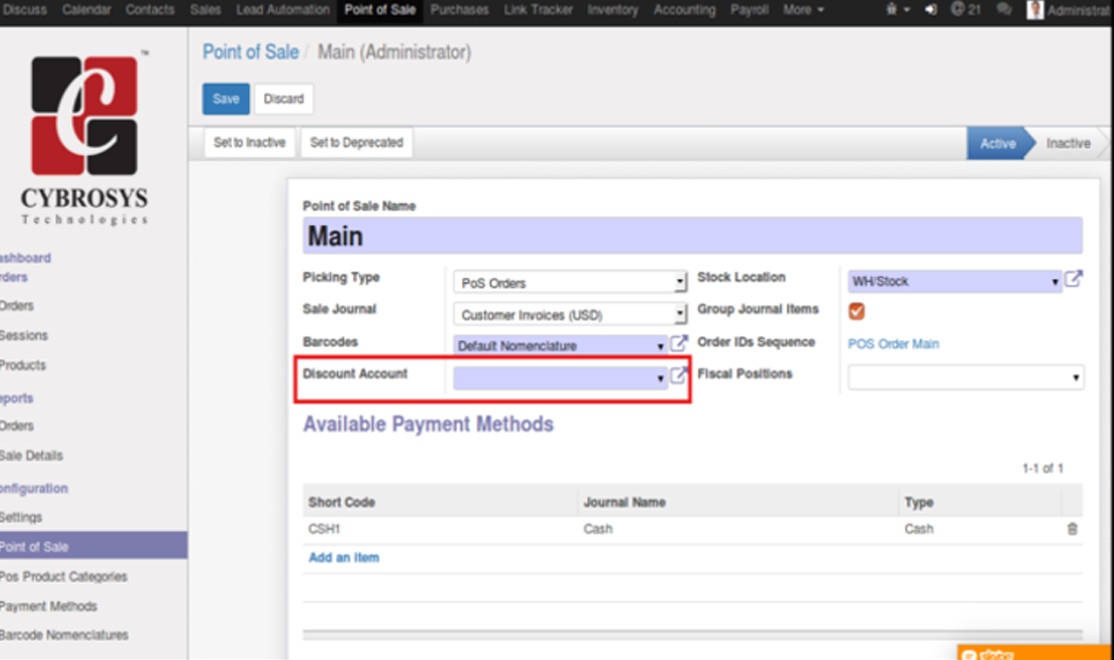 Discuss Calendar Contacts Sales Lead Automation Point of Sale Purchases Link Tracker Inventory Accounting Payroll More @ 21 Administrat
Point of Sale / Main (Administrator)
Save Discard
Set to Inactive Set to Deprecated Active Inactive
CYBROSYS
Technologies
ashboard
rders
Orders
Sessions
Products
eports
Orders
Sale Details
onfiguration
Settings
Point of Sale
Pos Product Categories
Payment Methods
Barcode Nomenclatures
Point of Sale Name
Main
Picking Type PoS Orders Stock Location WH/Stock
Sale Journal Customer Invoices (USD) Group Journal Items
Barcodes Default Nomenclature Order IDs Sequence POS Order Main
Discount Account Fiscal Positions
Available Payment Methods
1-1 of 1
Short Code Journal Name Type
CSH1 Cash Cash
Add an item